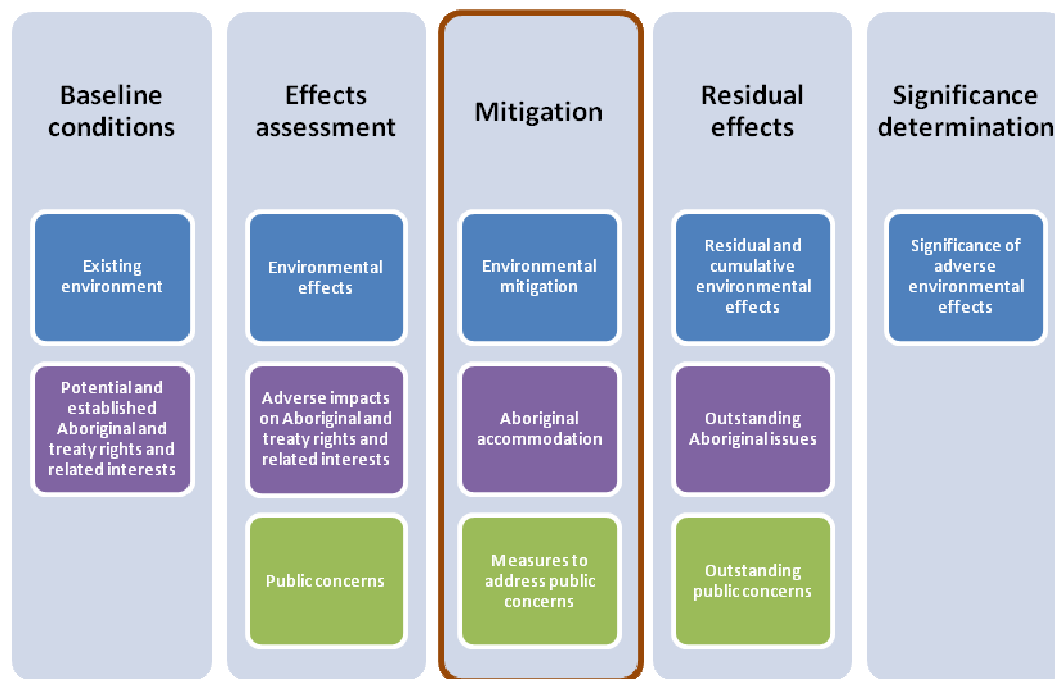 Baseline
conditions
Effects
assessment
Mitigation
Residual
effects
Significance
determination
Existing
environment
Environmental
effects
Environmental
mitigation
Residual and
cumulative
environmental
effects
Significance of
adverse
environmental
effects
Potential and
established
Aboriginal and
treaty rights and
related interests
Adverse impacts
on Aboriginal and
treaty rights and
related interests
Aboriginal
accommodation
Outstanding
Aboriginal issues
Public concerns
Measures to
address public
concerns
Outstanding
public concerns